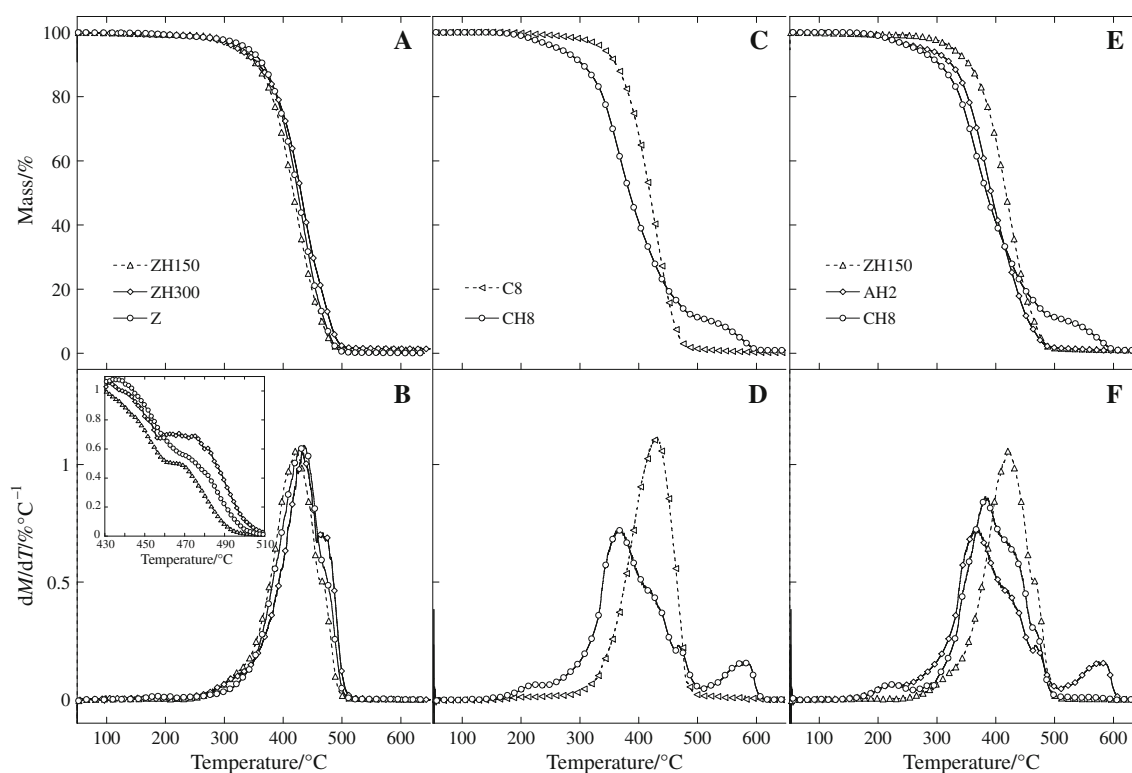 A
C
E
100
80
60
40
20
0
Mass/%
ZH150
ZH300
Z
C8
CH8
ZH150
AH2
CH8
B
D
F
1
0.8
0.6
0.4
0.2
0
430 450 470 490 510
Temperature/°C
1
0.5
0
dM/dT/%°C⁻¹
100 200 300 400 500 600
100 200 300 400 500 600
100 200 300 400 500 600
Temperature/°C
Temperature/°C
Temperature/°C